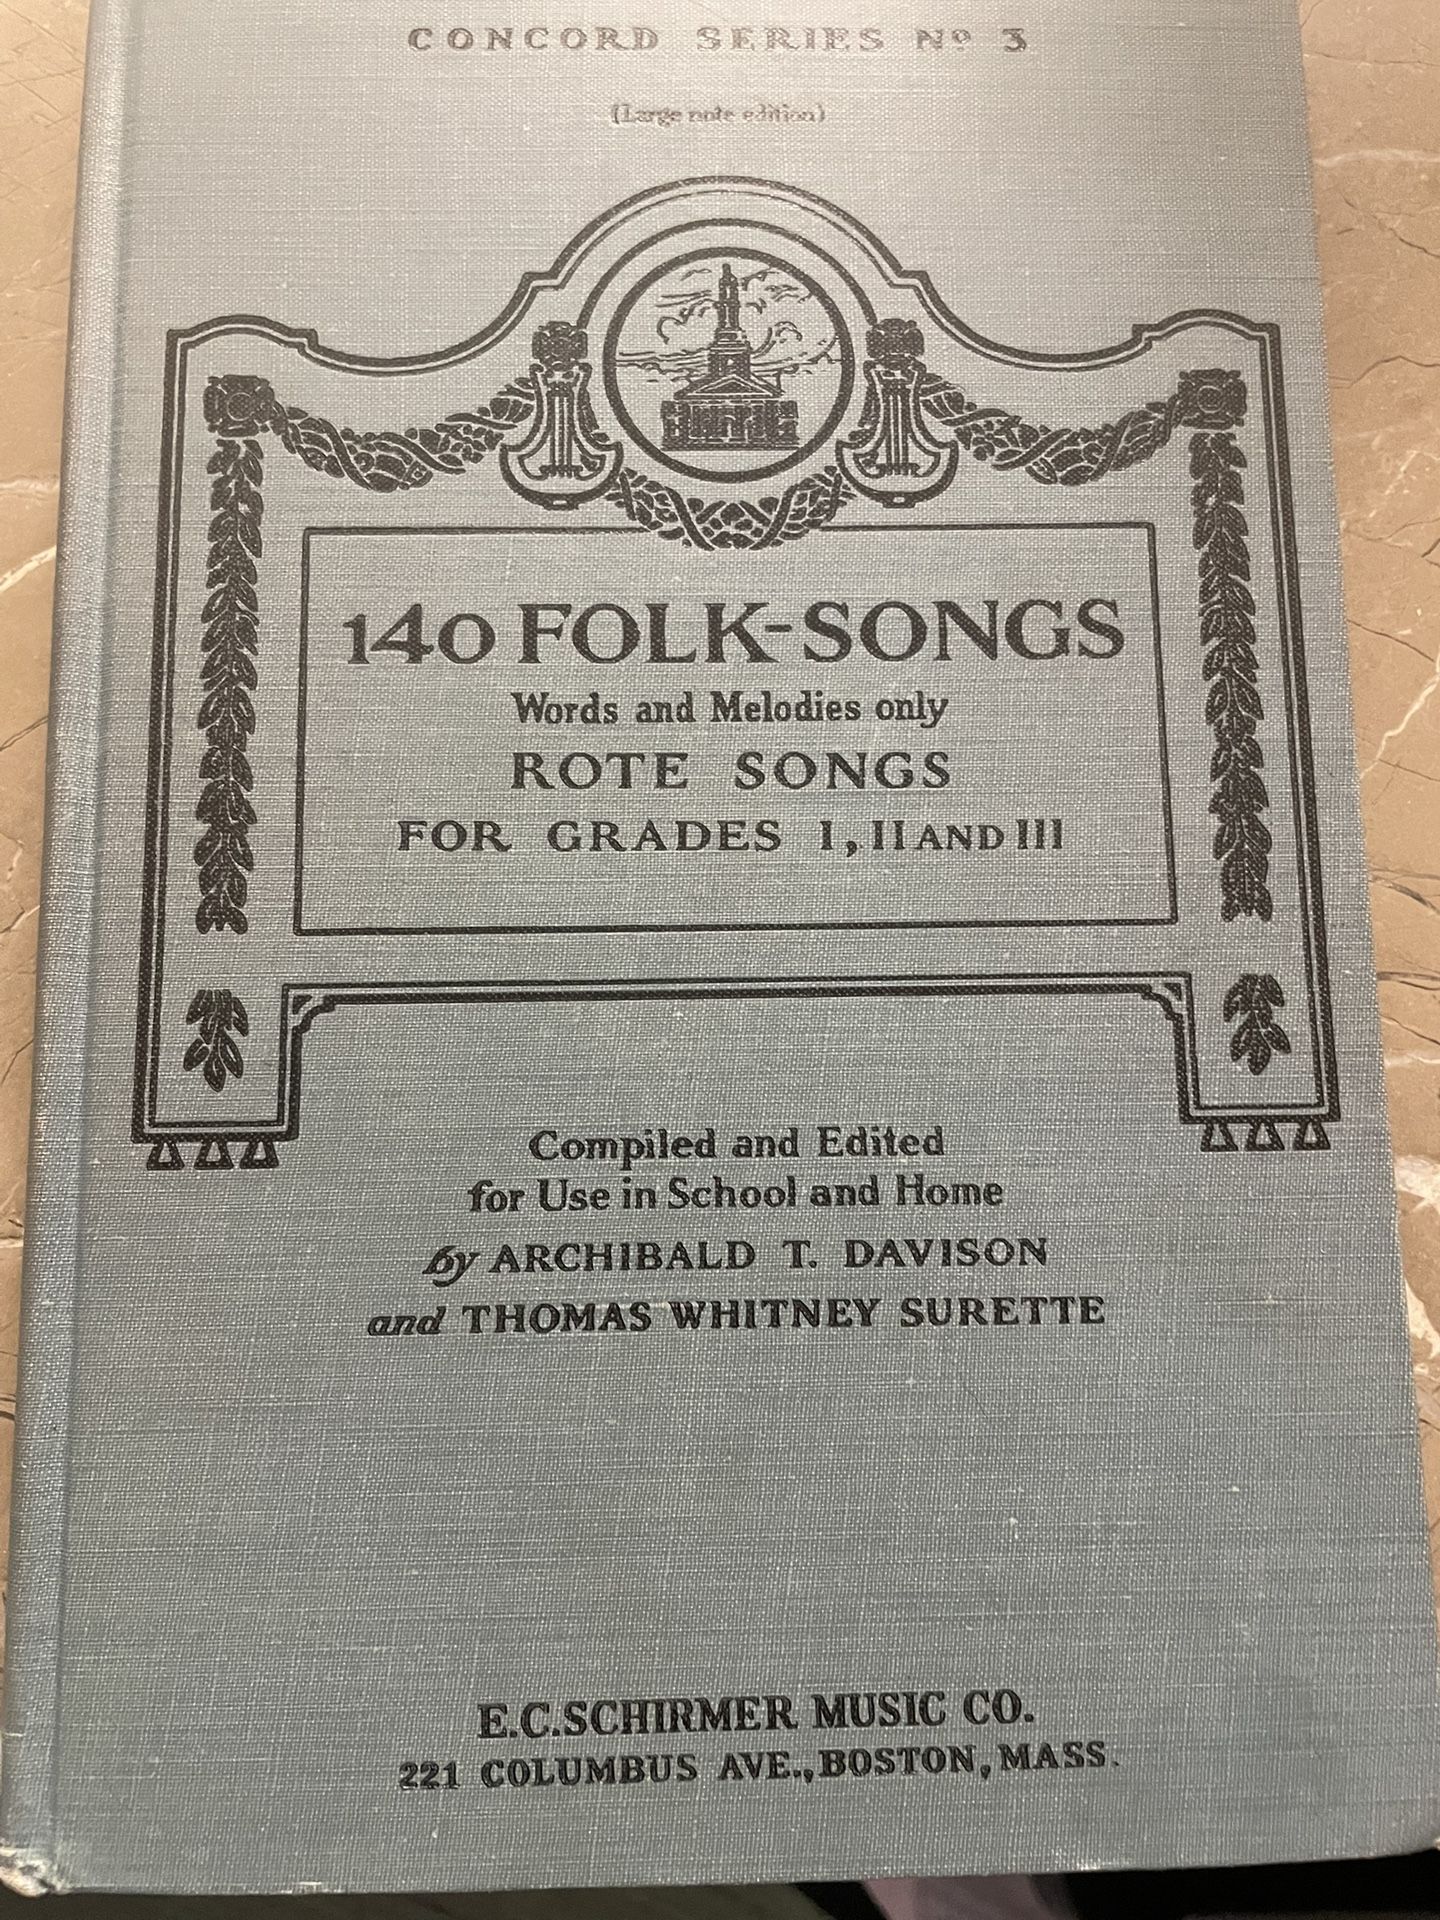 CONCORD SERIES No 3
(Large note edition)
140 FOLK-SONGS
Words and Melodies only
ROTE SONGS
FOR GRADES I, II AND III
Compiled and Edited
for Use in School and Home
by ARCHIBALD T. DAVISON
and THOMAS WHITNEY SURETTE
E.C.SCHIRMER MUSIC CO.
221 COLUMBUS AVE., BOSTON, MASS.